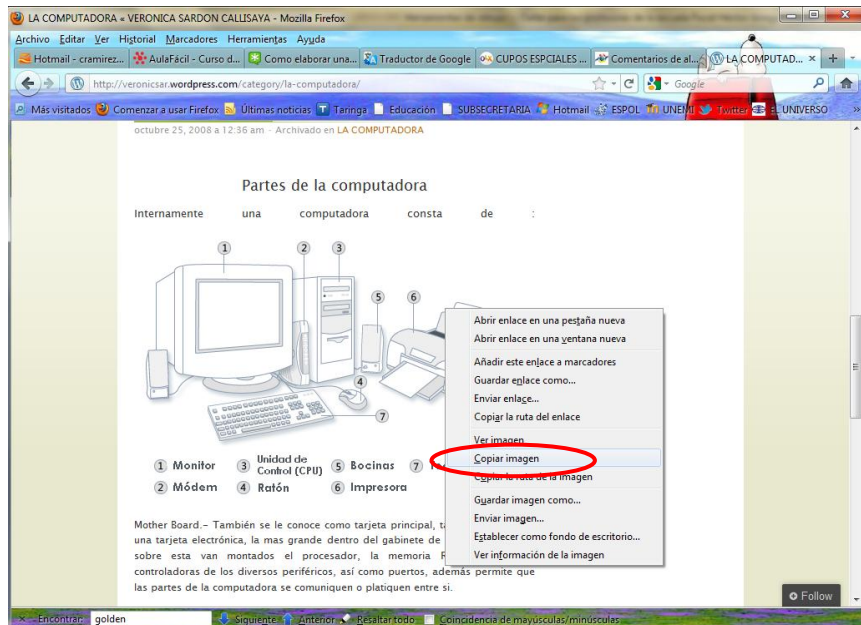 LA COMPUTADORA « VERONICA SARDON CALLISAYA - Mozilla Firefox
Archivo Editar Ver Historial Marcadores Herramientas Ayuda
Hotmail - cramirez... AulaFácil - Curso d... Como elaborar una... Traductor de Google CUPOS ESPCIALES ... Comentarios de al... LA COMPUTAD... × +
http://veronicsar.wordpress.com/category/la-computadora/ Google
Más visitados Comenzar a usar Firefox Últimas noticias Taringa Educación SUBSECRETARIA Hotmail ESPOL UNEMI Twitter EL UNIVERSO »
octubre 25, 2008 a 12:36 am · Archivado en LA COMPUTADORA
Partes de la computadora
Internamente una computadora consta de :
1 2 3
5 6
4
7
1 Monitor 3 Unidad de Control (CPU) 5 Bocinas 7
2 Módem 4 Ratón 6 Impresora
Abrir enlace en una pestaña nueva
Abrir enlace en una ventana nueva
Añadir este enlace a marcadores
Guardar enlace como...
Enviar enlace...
Copiar la ruta del enlace
Ver imagen
Copiar imagen
Copiar la ruta de la imagen
Guardar imagen como...
Enviar imagen...
Establecer como fondo de escritorio...
Ver información de la imagen
Mother Board.- También se le conoce como tarjeta principal,
una tarjeta electrónica, la mas grande dentro del gabinete de
sobre esta van montados el procesador, la memoria
controladoras de los diversos periféricos, así como puertos, además permite que
las partes de la computadora se comuniquen o platiquen entre si.
Follow
× Encontrar: golden Siguiente Anterior Resaltar todo Coincidencia de mayúsculas/minúsculas